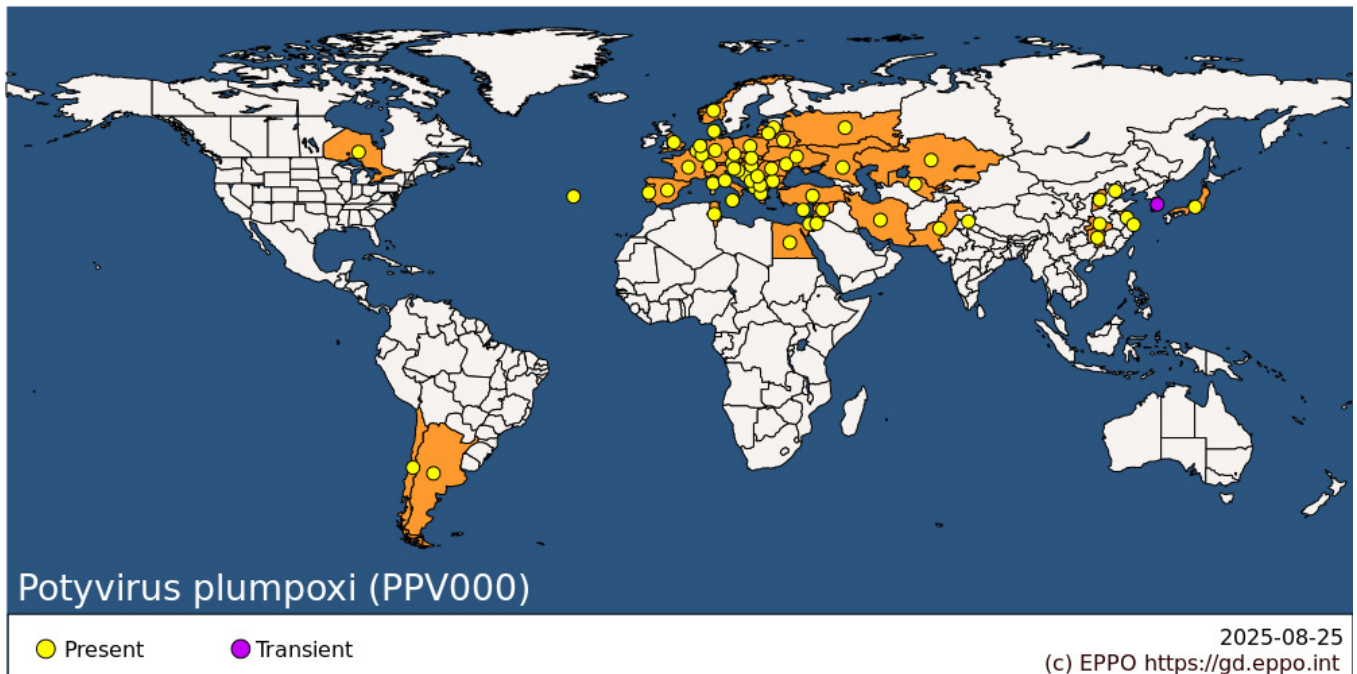 Potyvirus plumpoxi (PPV000)
Present
Transient
2025-08-25
(c) EPPO https://gd.eppo.int